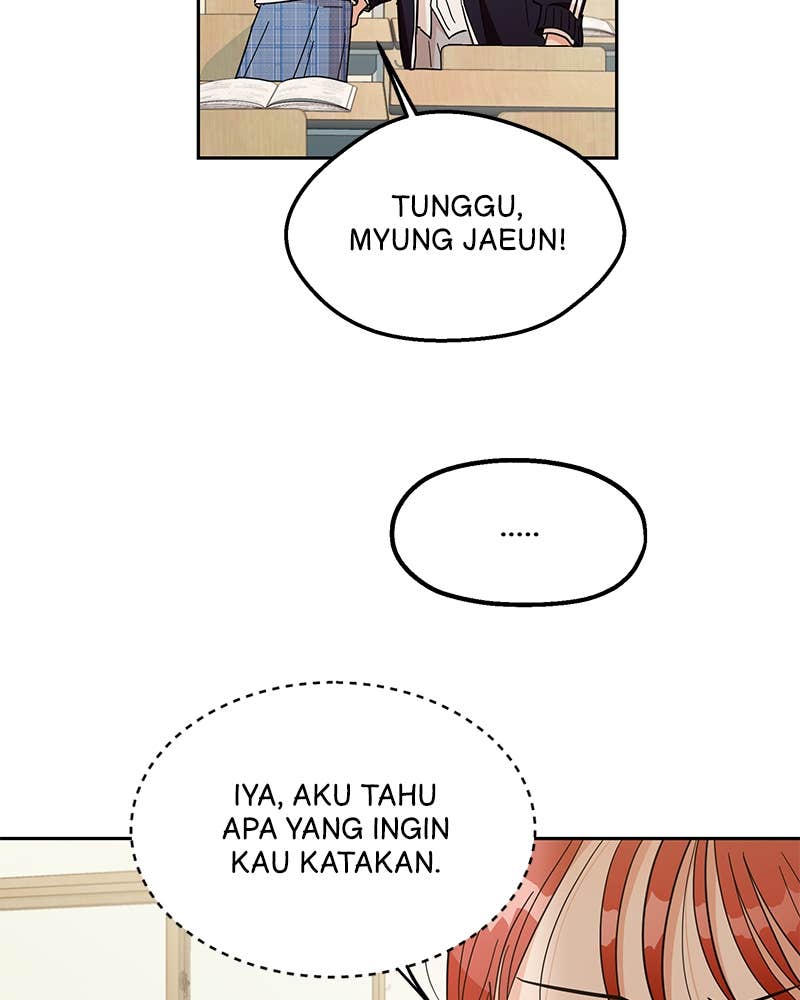 TUNGGU,
MYUNG JAEUN!
.....
IYA, AKU TAHU
APA YANG INGIN
KAU KATAKAN.